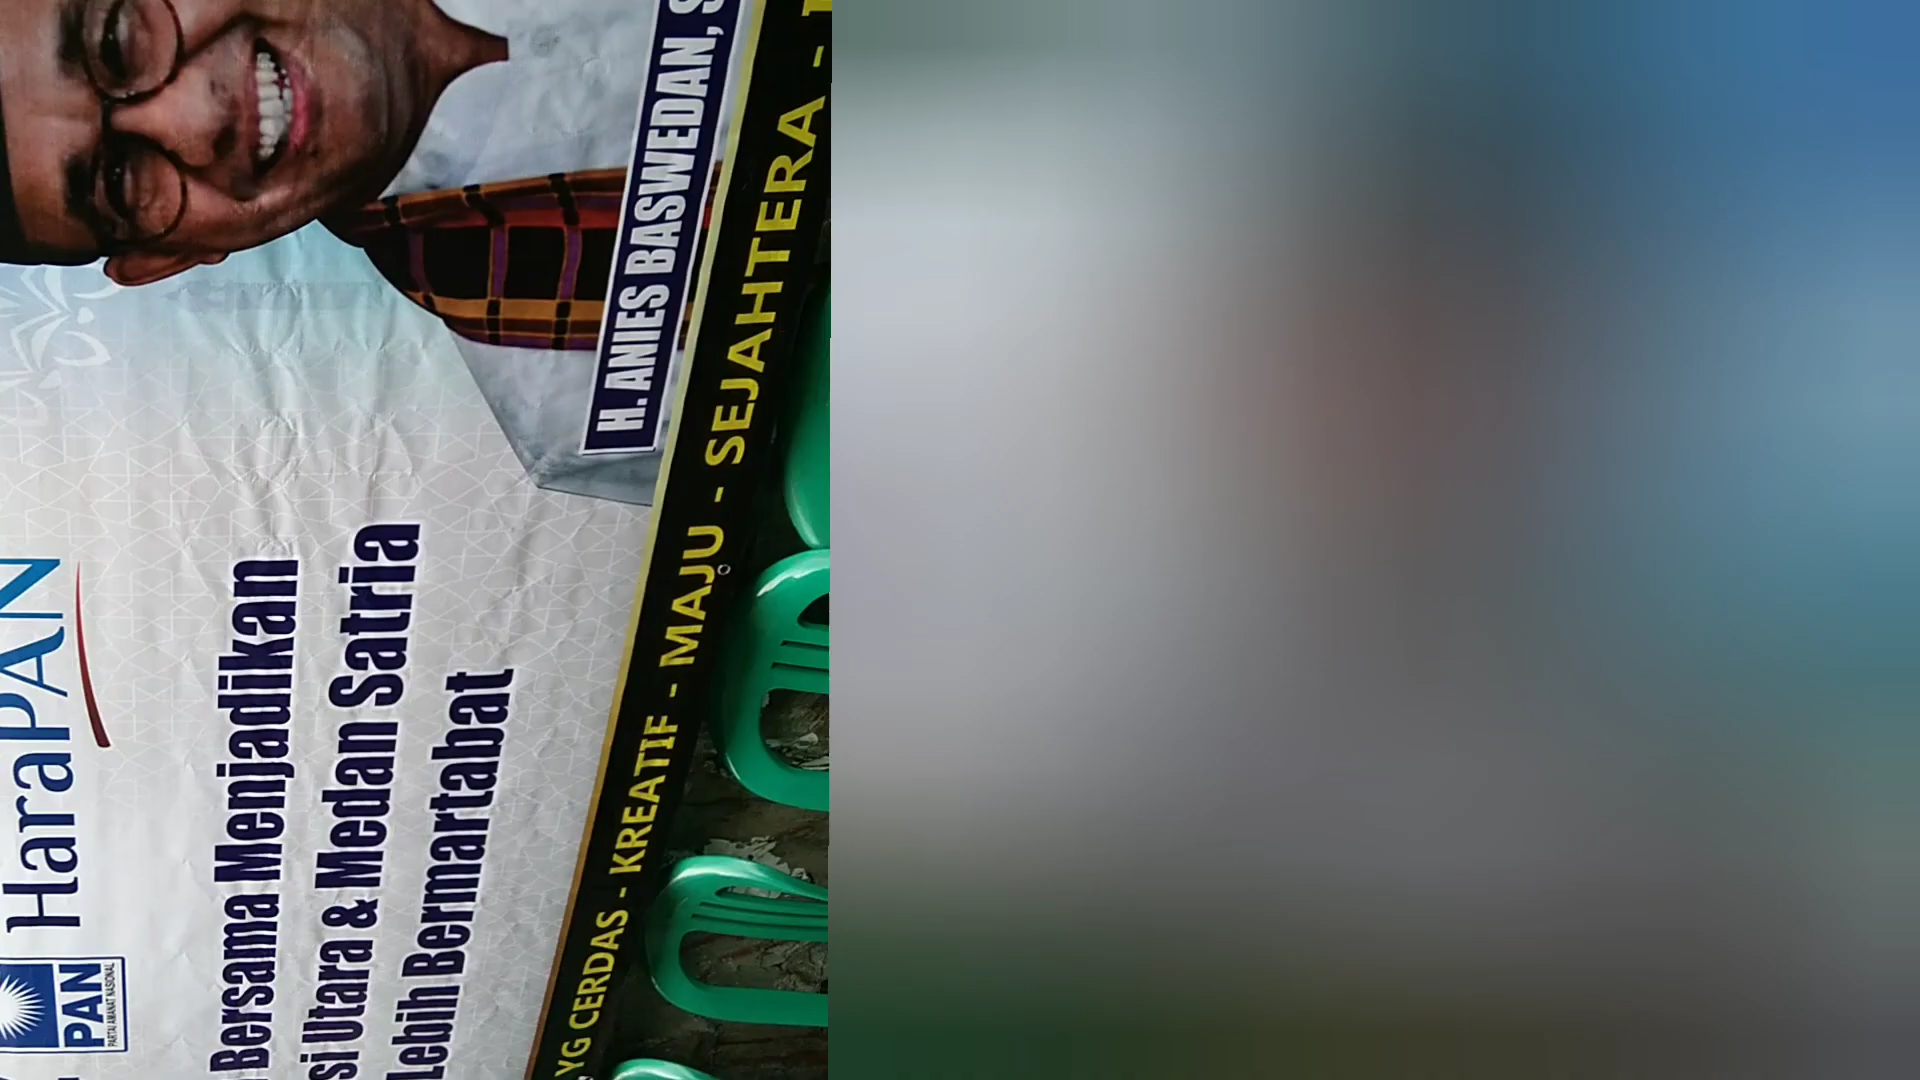 HaraPAN
PAN
PARTAI AMANAT NASIONAL
Bersama Menjadikan
si Utara & Medan Satria
Lebih Bermartabat
H. ANIES BASWEDAN, S
YG CERDAS - KREATIF - MAJU - SEJAHTERA -